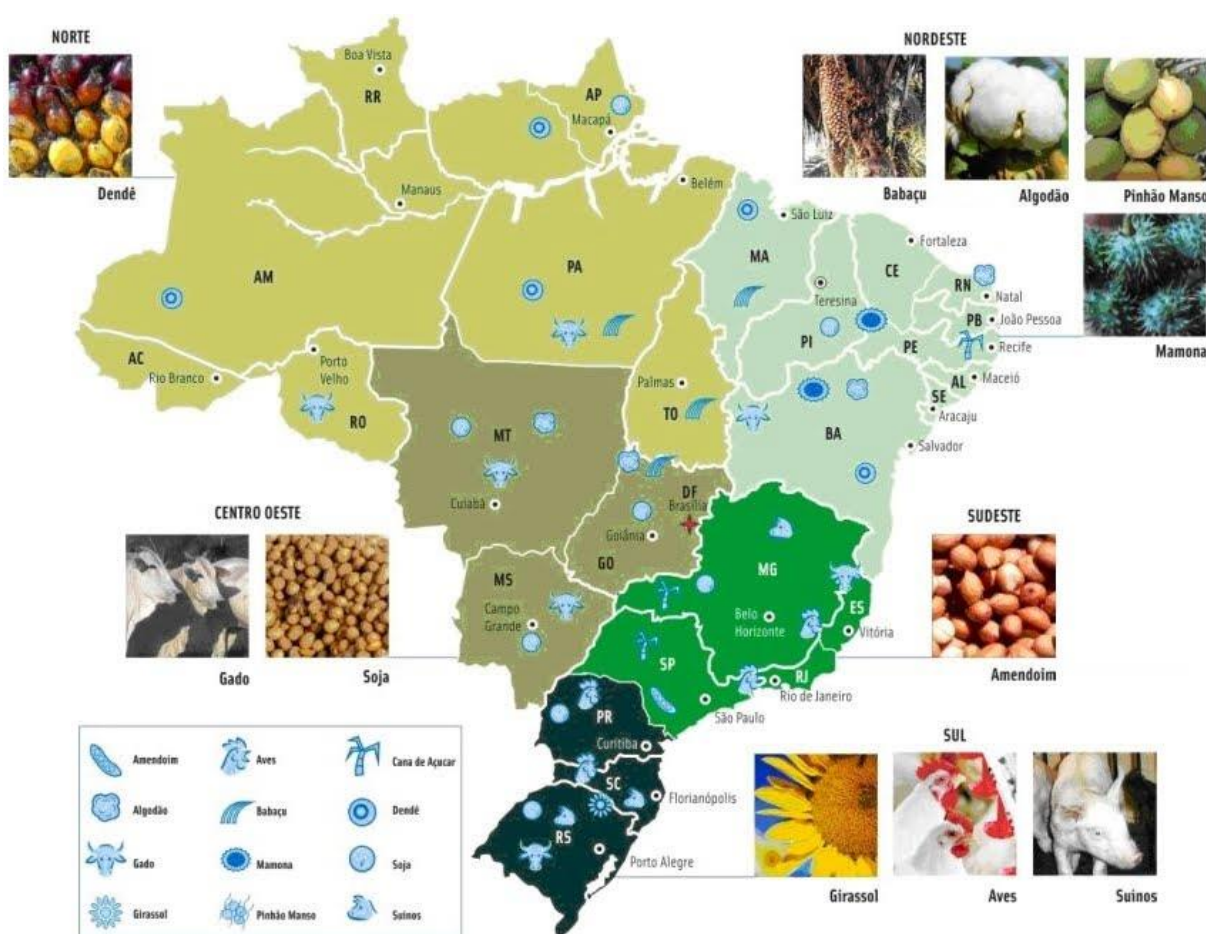 NORTE
Dendê
NORDESTE
Babaçu
Algodão
Pinhão Manso
Mamona
Boa Vista
RR
AP
Macapá
Manaus
Belém
São Luiz
Fortaleza
AM
PA
MA
CE
RN
Natal
Teresina
PB
João Pessoa
PI
PE
Recife
AC
Rio Branco
Porto
Velho
RO
Palmas
TO
AL
Maceió
SE
Aracaju
BA
Salvador
MT
Cuiabá
DF
Brasília
Goiânia
GO
CENTRO OESTE
Gado
Soja
MS
Campo
Grande
MG
Belo
Horizonte
ES
Vitória
SUDESTE
Amendoim
SP
RJ
Rio de Janeiro
São Paulo
PR
Curitiba
SC
Florianópolis
RS
Porto Alegre
SUL
Girassol
Aves
Suinos
Amendoim
Aves
Cana de Açucar
Algodão
Babaçu
Dendê
Gado
Mamona
Soja
Girassol
Pinhão Manso
Suinos